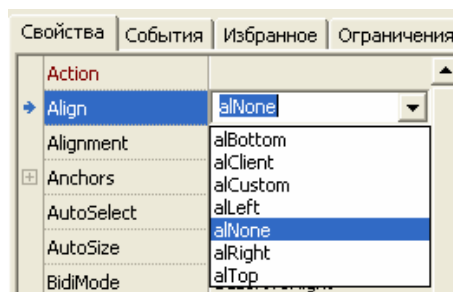 Свойства События Избранное Ограничения
Action
Align alNone
Alignment alBottom
alClient
Anchors alCustom
AutoSelect alLeft
alNone
AutoSize alRight
BidiMode alTop